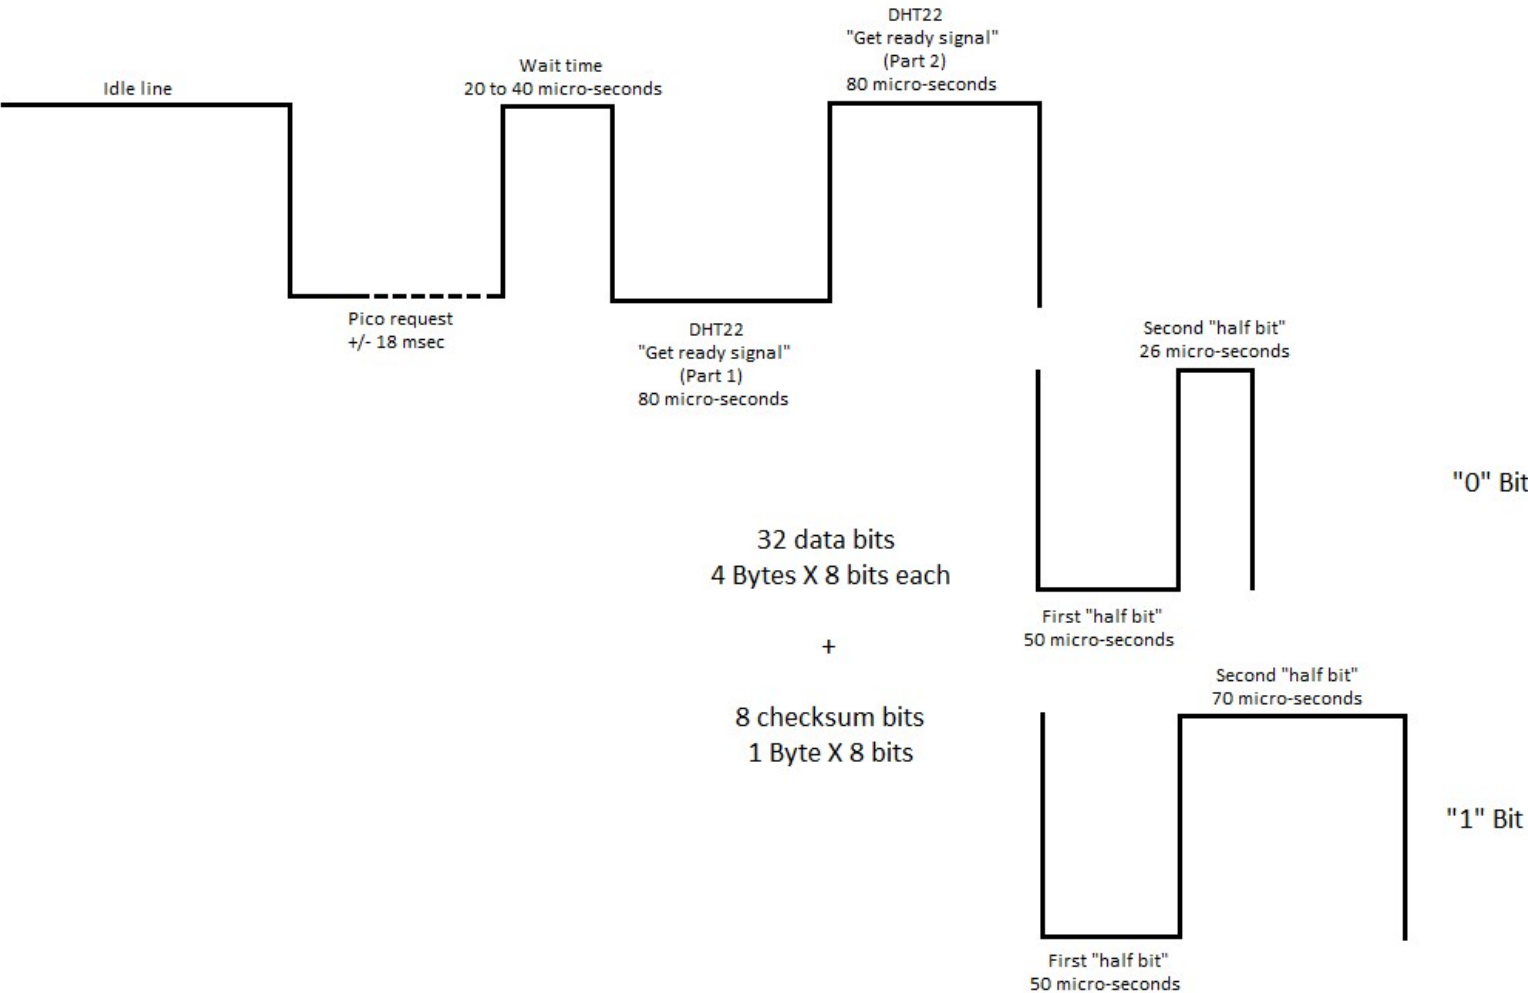 DHT22
"Get ready signal"
(Part 2)
80 micro-seconds
Wait time
20 to 40 micro-seconds
Idle line
Pico request
+/- 18 msec
DHT22
"Get ready signal"
(Part 1)
80 micro-seconds
Second "half bit"
26 micro-seconds
"0" Bit
32 data bits
4 Bytes X 8 bits each
+
8 checksum bits
1 Byte X 8 bits
First "half bit"
50 micro-seconds
Second "half bit"
70 micro-seconds
"1" Bit
First "half bit"
50 micro-seconds